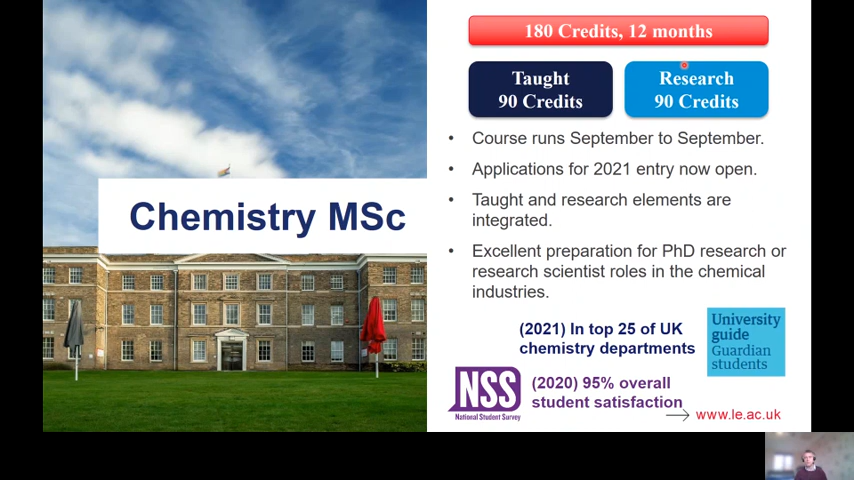 Chemistry MSc
180 Credits, 12 months
Taught
90 Credits
Research
90 Credits
• Course runs September to September.
• Applications for 2021 entry now open.
• Taught and research elements are
integrated.
• Excellent preparation for PhD research or
research scientist roles in the chemical
industries.
(2021) In top 25 of UK
chemistry departments
University
guide
Guardian
students
NSS
National Student Survey
(2020) 95% overall
student satisfaction
www.le.ac.uk